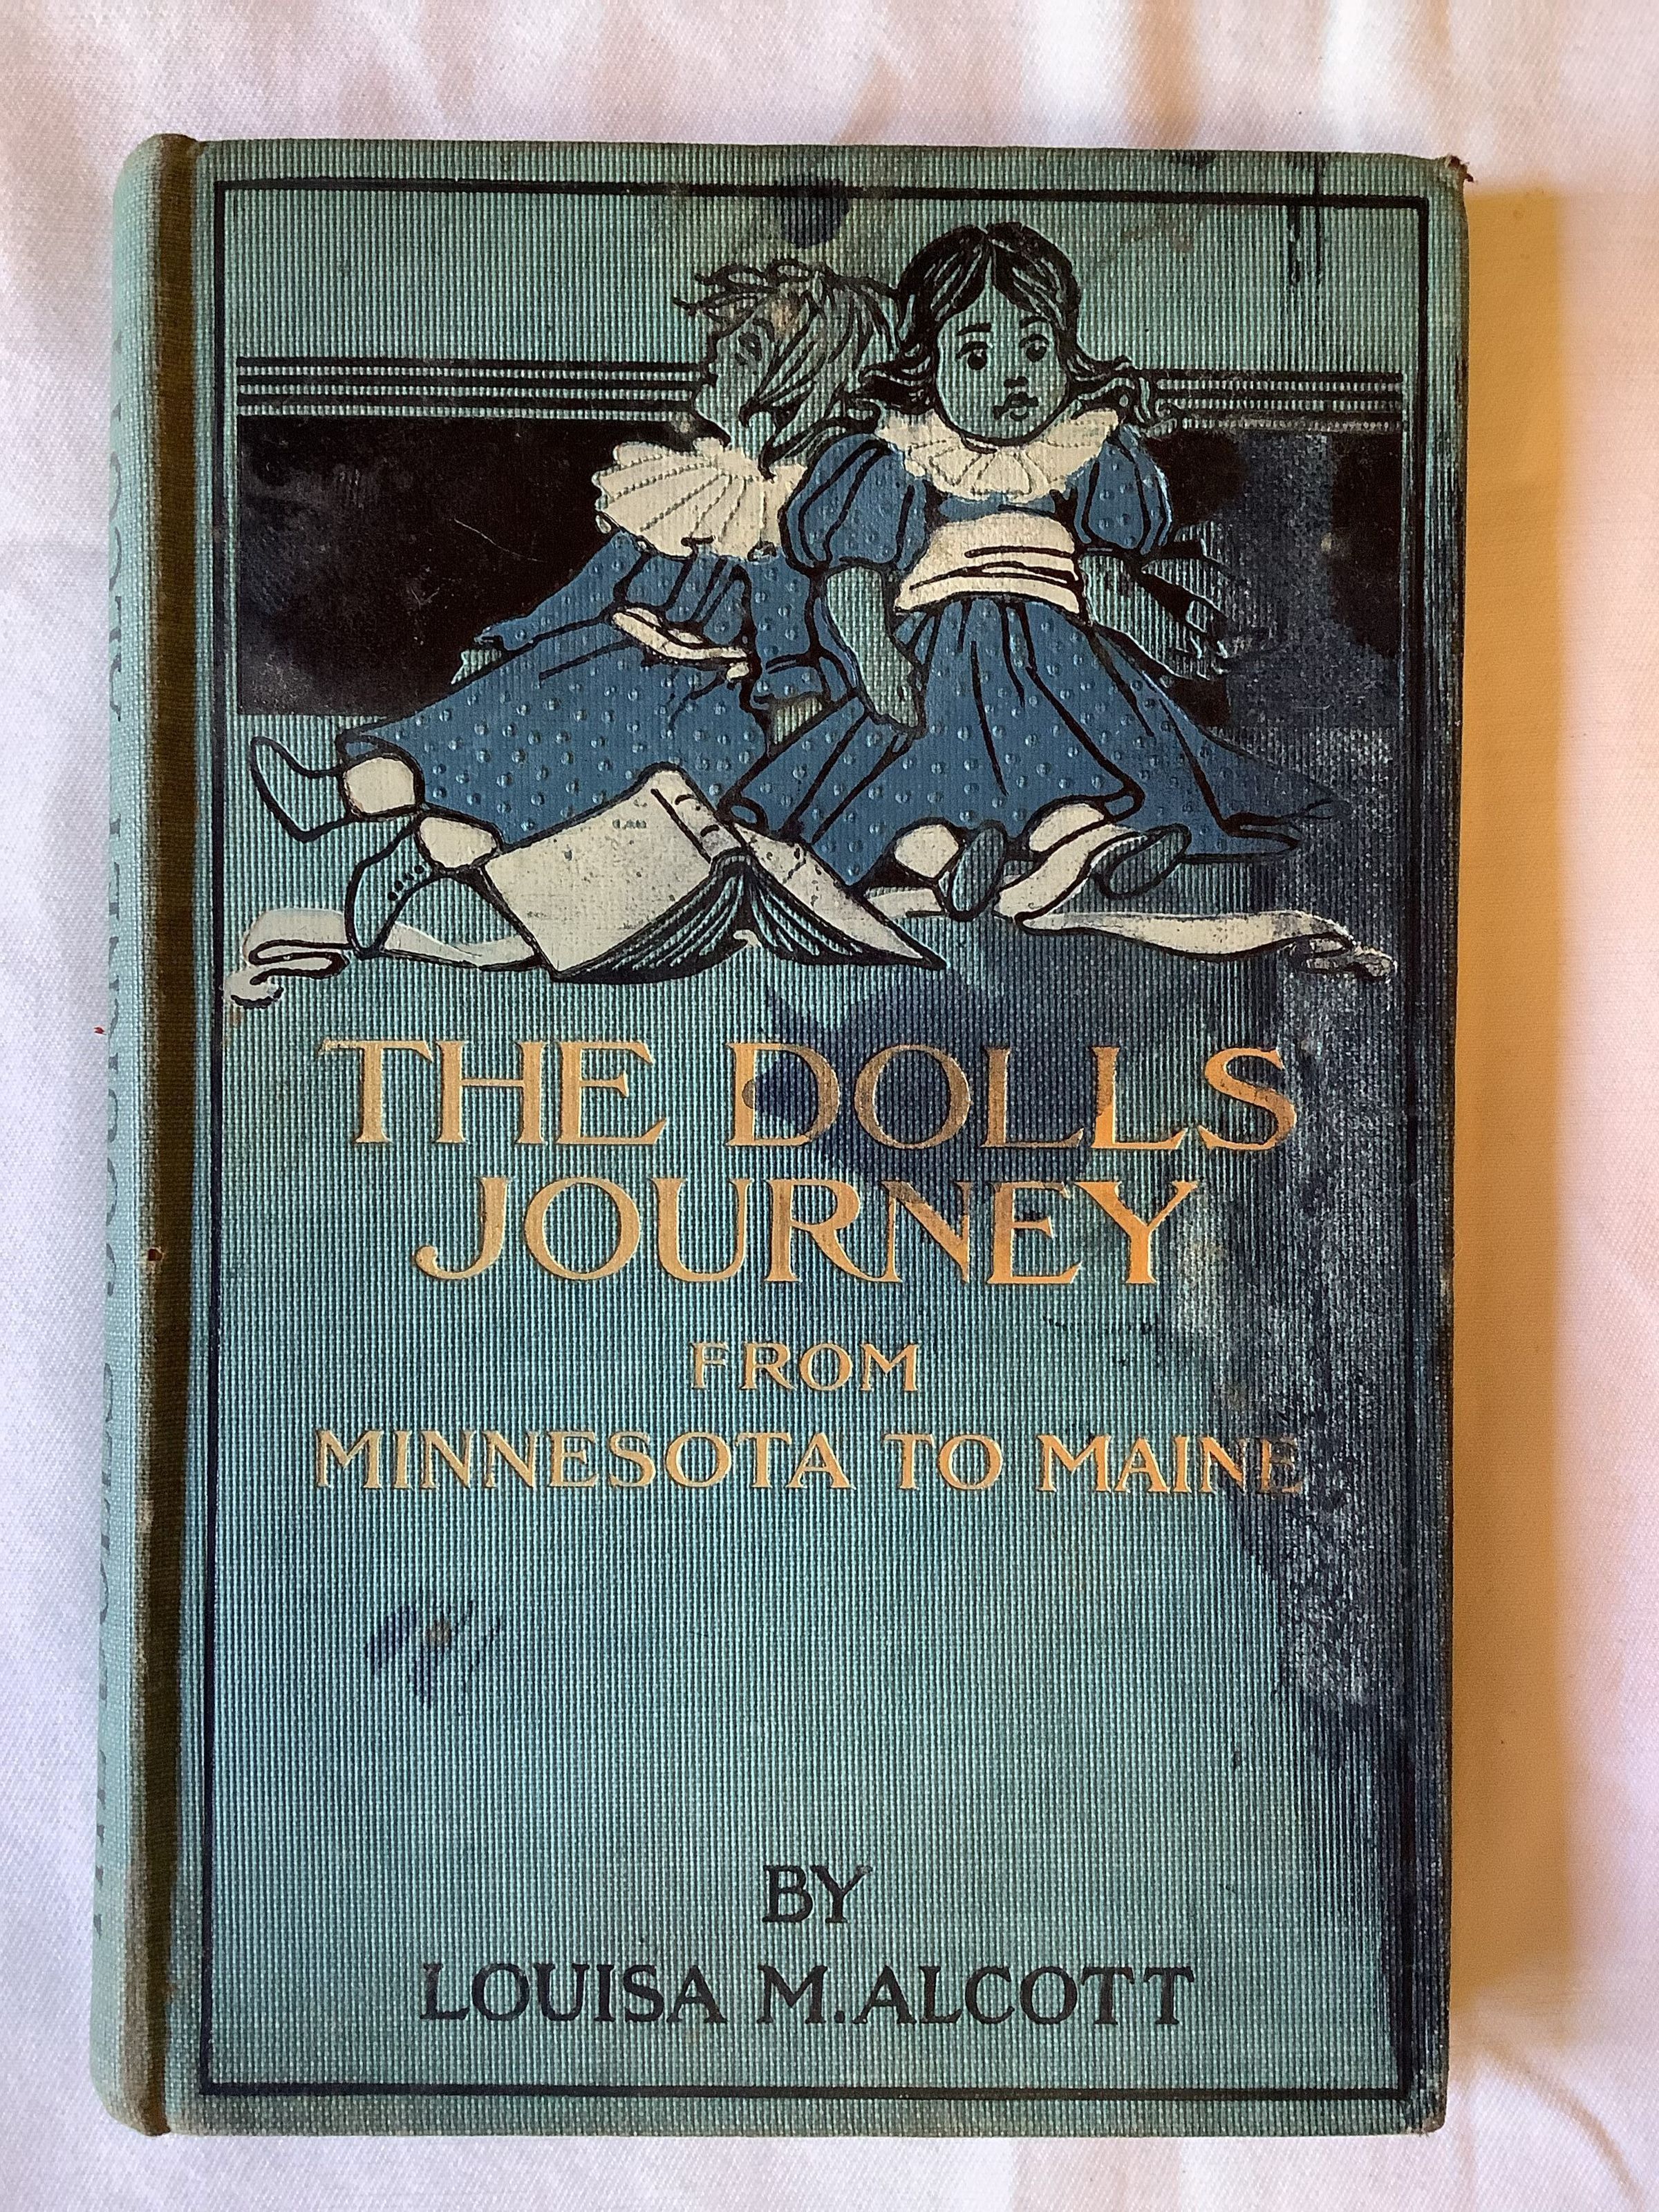 THE DOLLS
JOURNEY
FROM
MINNESOTA TO MAINE
BY
LOUISA M. ALCOTT